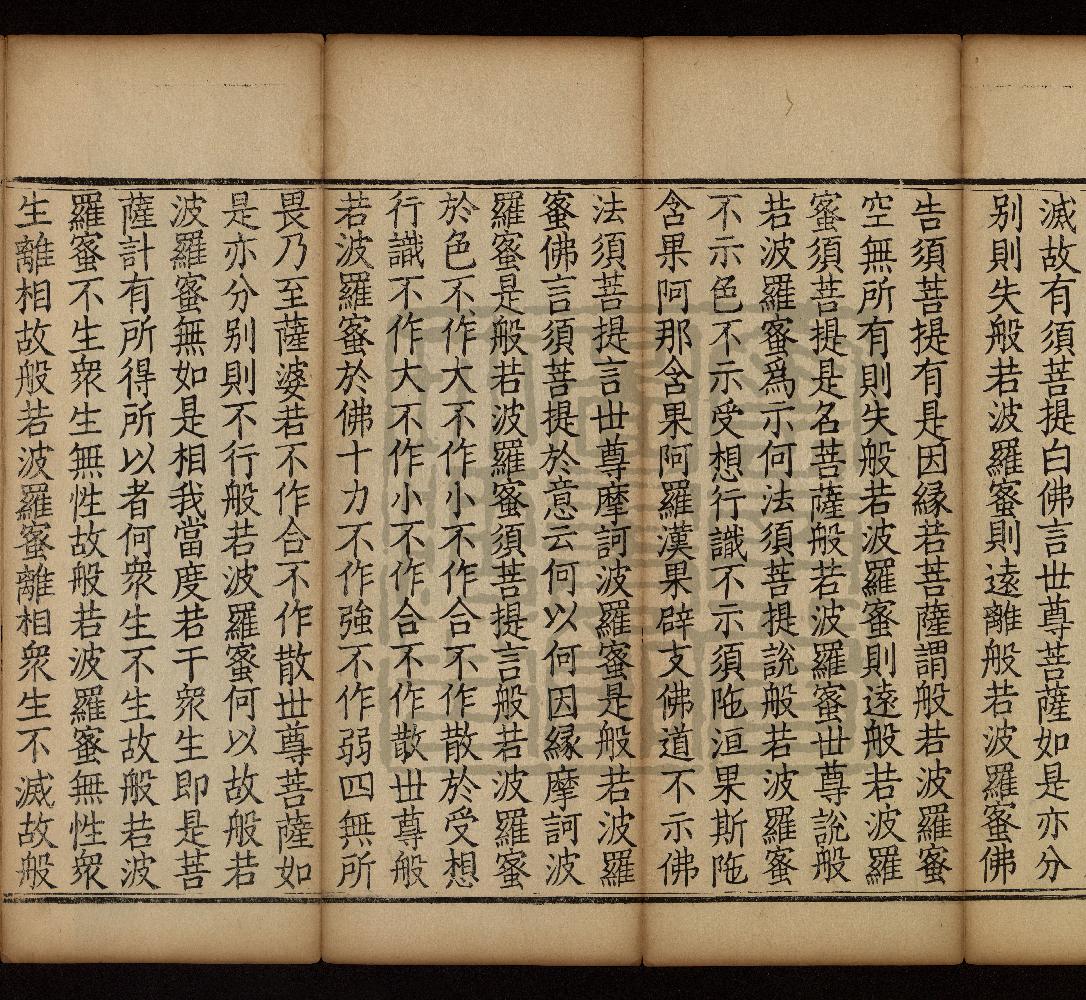 滅故有須菩提白佛言世尊菩薩如是亦分
别則失般若波羅蜜則遠離般若波羅蜜佛
告須菩提有是因縁若菩薩謂般若波羅蜜
空無所有則失般若波羅蜜則遠般若波羅
蜜須菩提是名菩薩般若波羅蜜世尊說般
若波羅蜜爲示何法須菩提說般若波羅蜜
不示色不示受想行識不示須陁洹果斯陁
含果阿那含果阿羅漢果辟支佛道不示佛
法須菩提言世尊摩訶波羅蜜是般若波羅
蜜佛言須菩提於意云何以何因縁摩訶波
羅蜜是般若波羅蜜須菩提言般若波羅蜜
於色不作大不作小不作合不作散於受想
行識不作大不作小不作合不作散世尊般
若波羅蜜於佛十力不作強不作弱四無所
畏乃至薩婆若不作合不作散世尊菩薩如
是亦分别則不行般若波羅蜜何以故般若
波羅蜜無如是相我當度若干衆生即是菩
薩計有所得所以者何衆生不生故般若波
羅蜜不生衆生無性故般若波羅蜜無性衆
生離相故般若波羅蜜離相衆生不滅故般